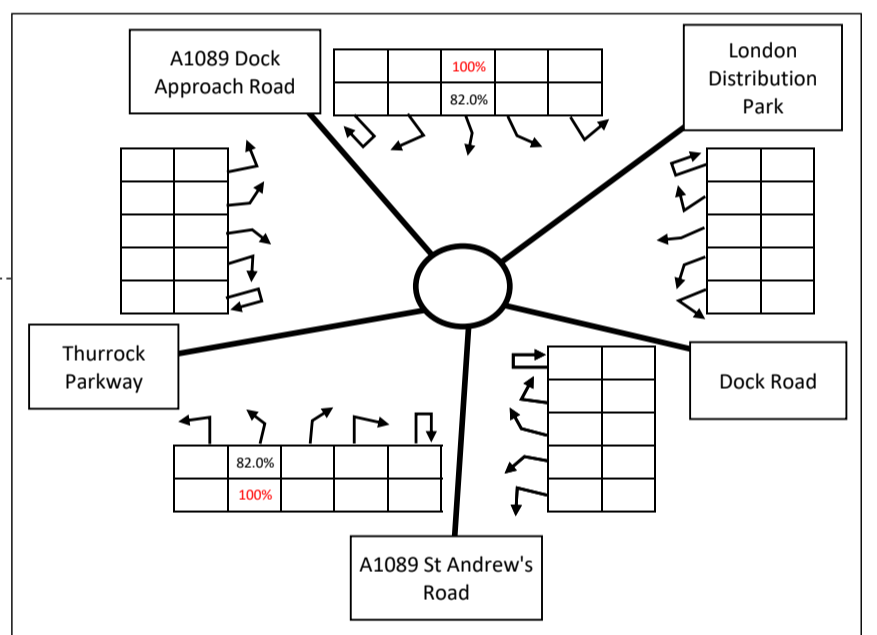 A1089 Dock
Approach Road
100%
82.0%
London
Distribution
Park
Thurrock
Parkway
Dock Road
82.0%
100%
A1089 St Andrew's
Road